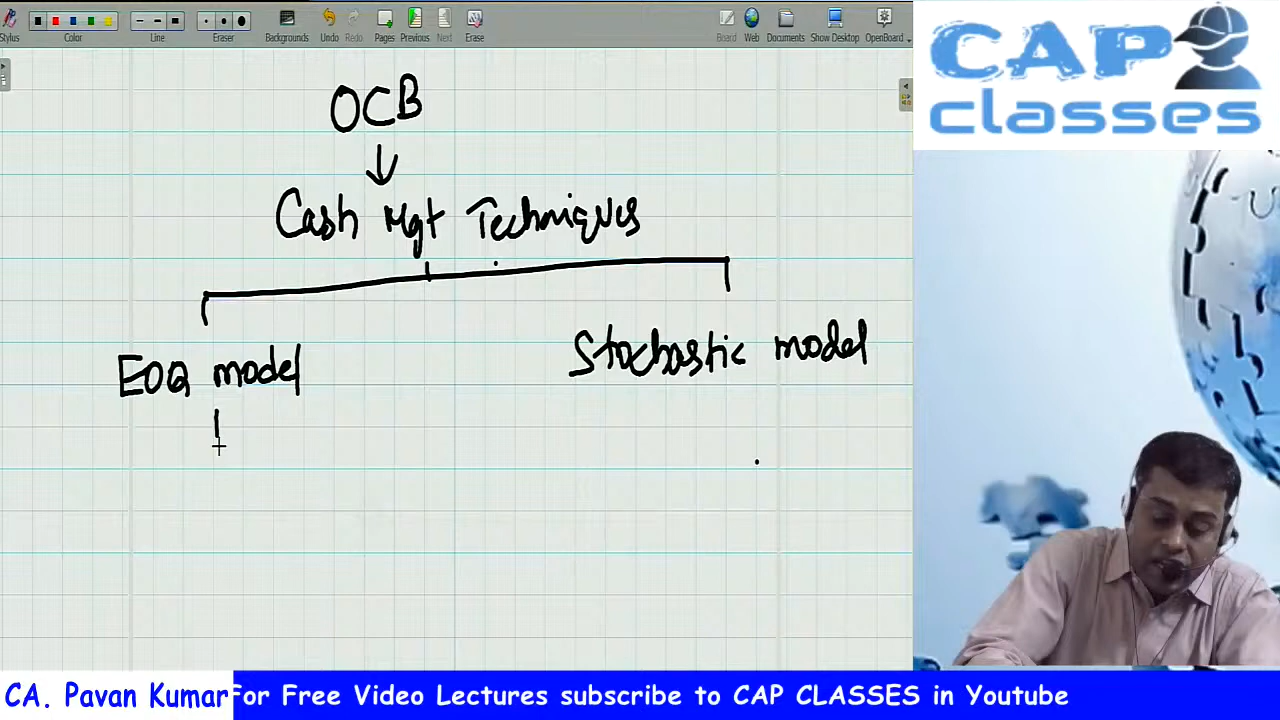 Stylus Color Line Eraser Backgrounds Undo Redo Pages Previous Next Erase Board Web Documents Show Desktop OpenBoard
CAP
classes
OCB
Cash Mgt Techniques
EOQ model
Stochastic model
CA. Pavan Kumar
For Free Video Lectures subscribe to CAP CLASSES in Youtube